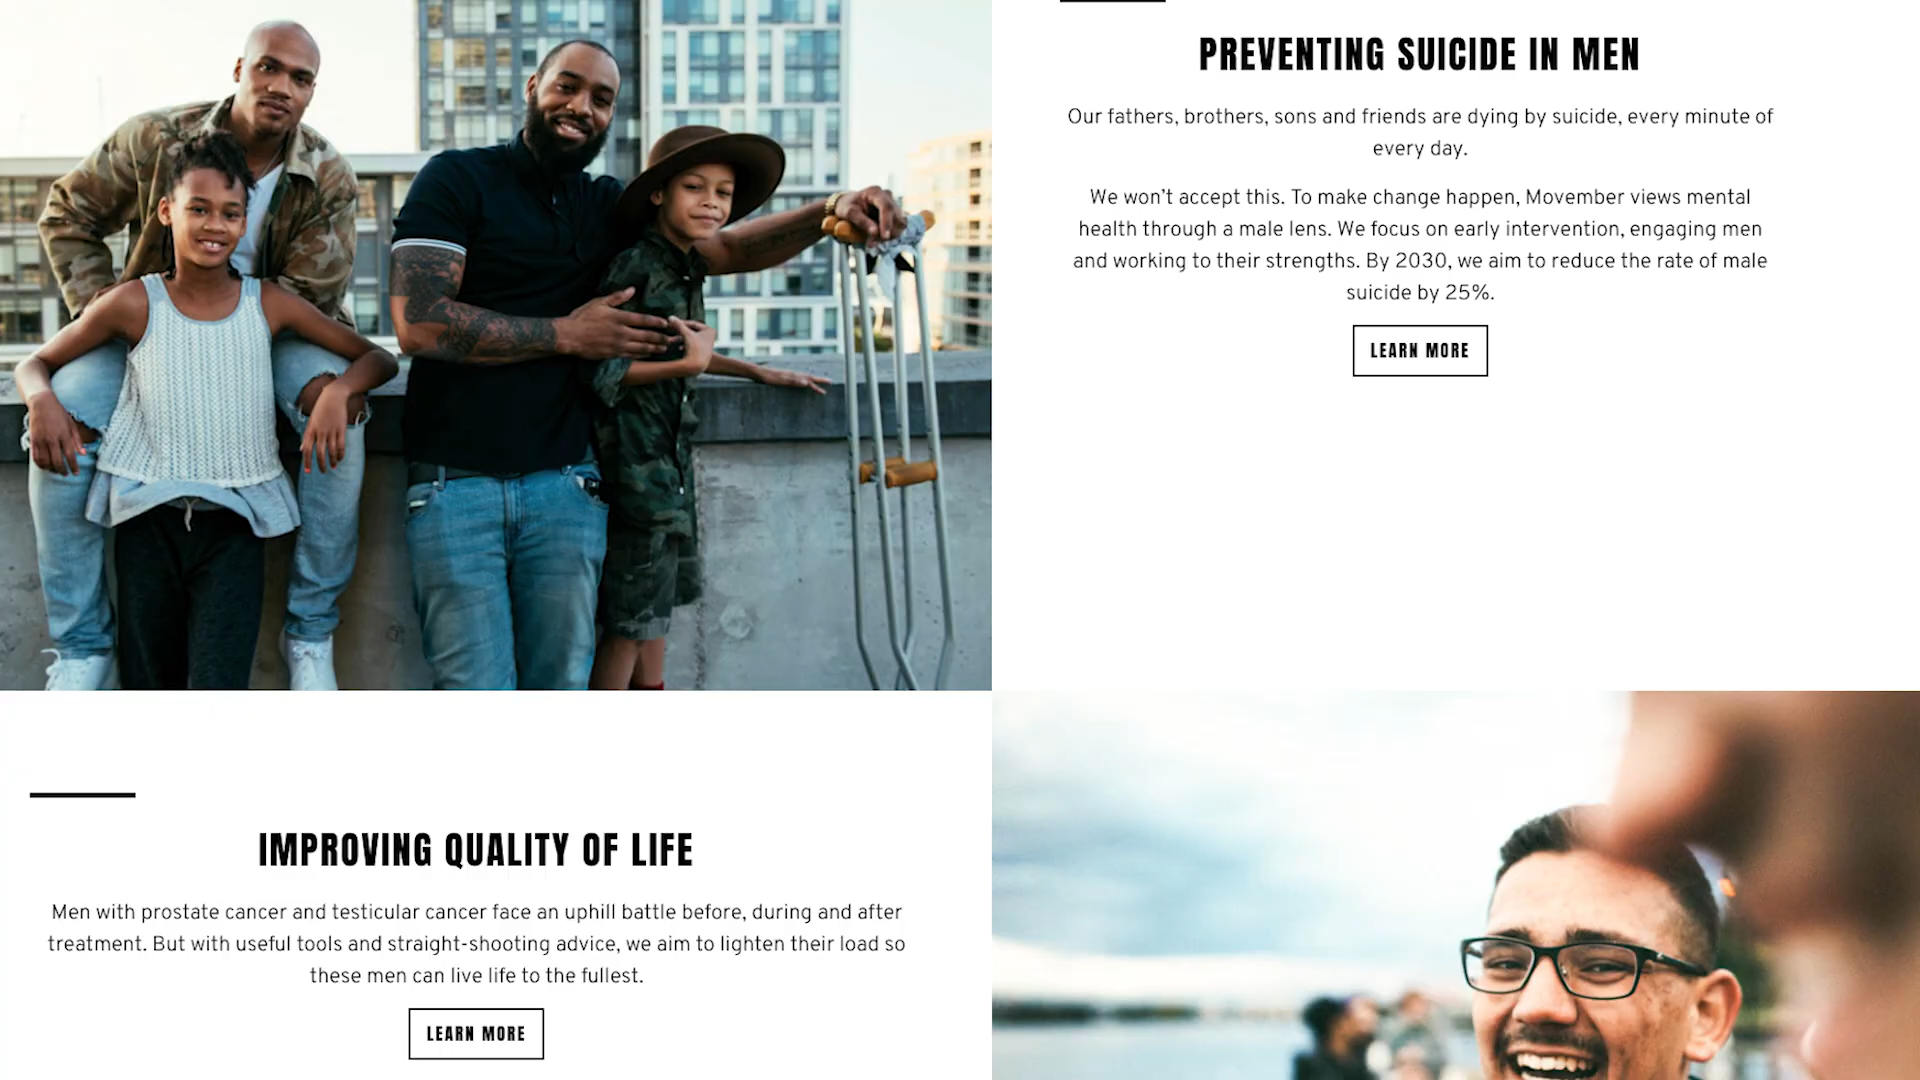 PREVENTING SUICIDE IN MEN
Our fathers, brothers, sons and friends are dying by suicide, every minute of
every day.
We won’t accept this. To make change happen, Movember views mental
health through a male lens. We focus on early intervention, engaging men
and working to their strengths. By 2030, we aim to reduce the rate of male
suicide by 25%.
LEARN MORE
IMPROVING QUALITY OF LIFE
Men with prostate cancer and testicular cancer face an uphill battle before, during and after
treatment. But with useful tools and straight-shooting advice, we aim to lighten their load so
these men can live life to the fullest.
LEARN MORE